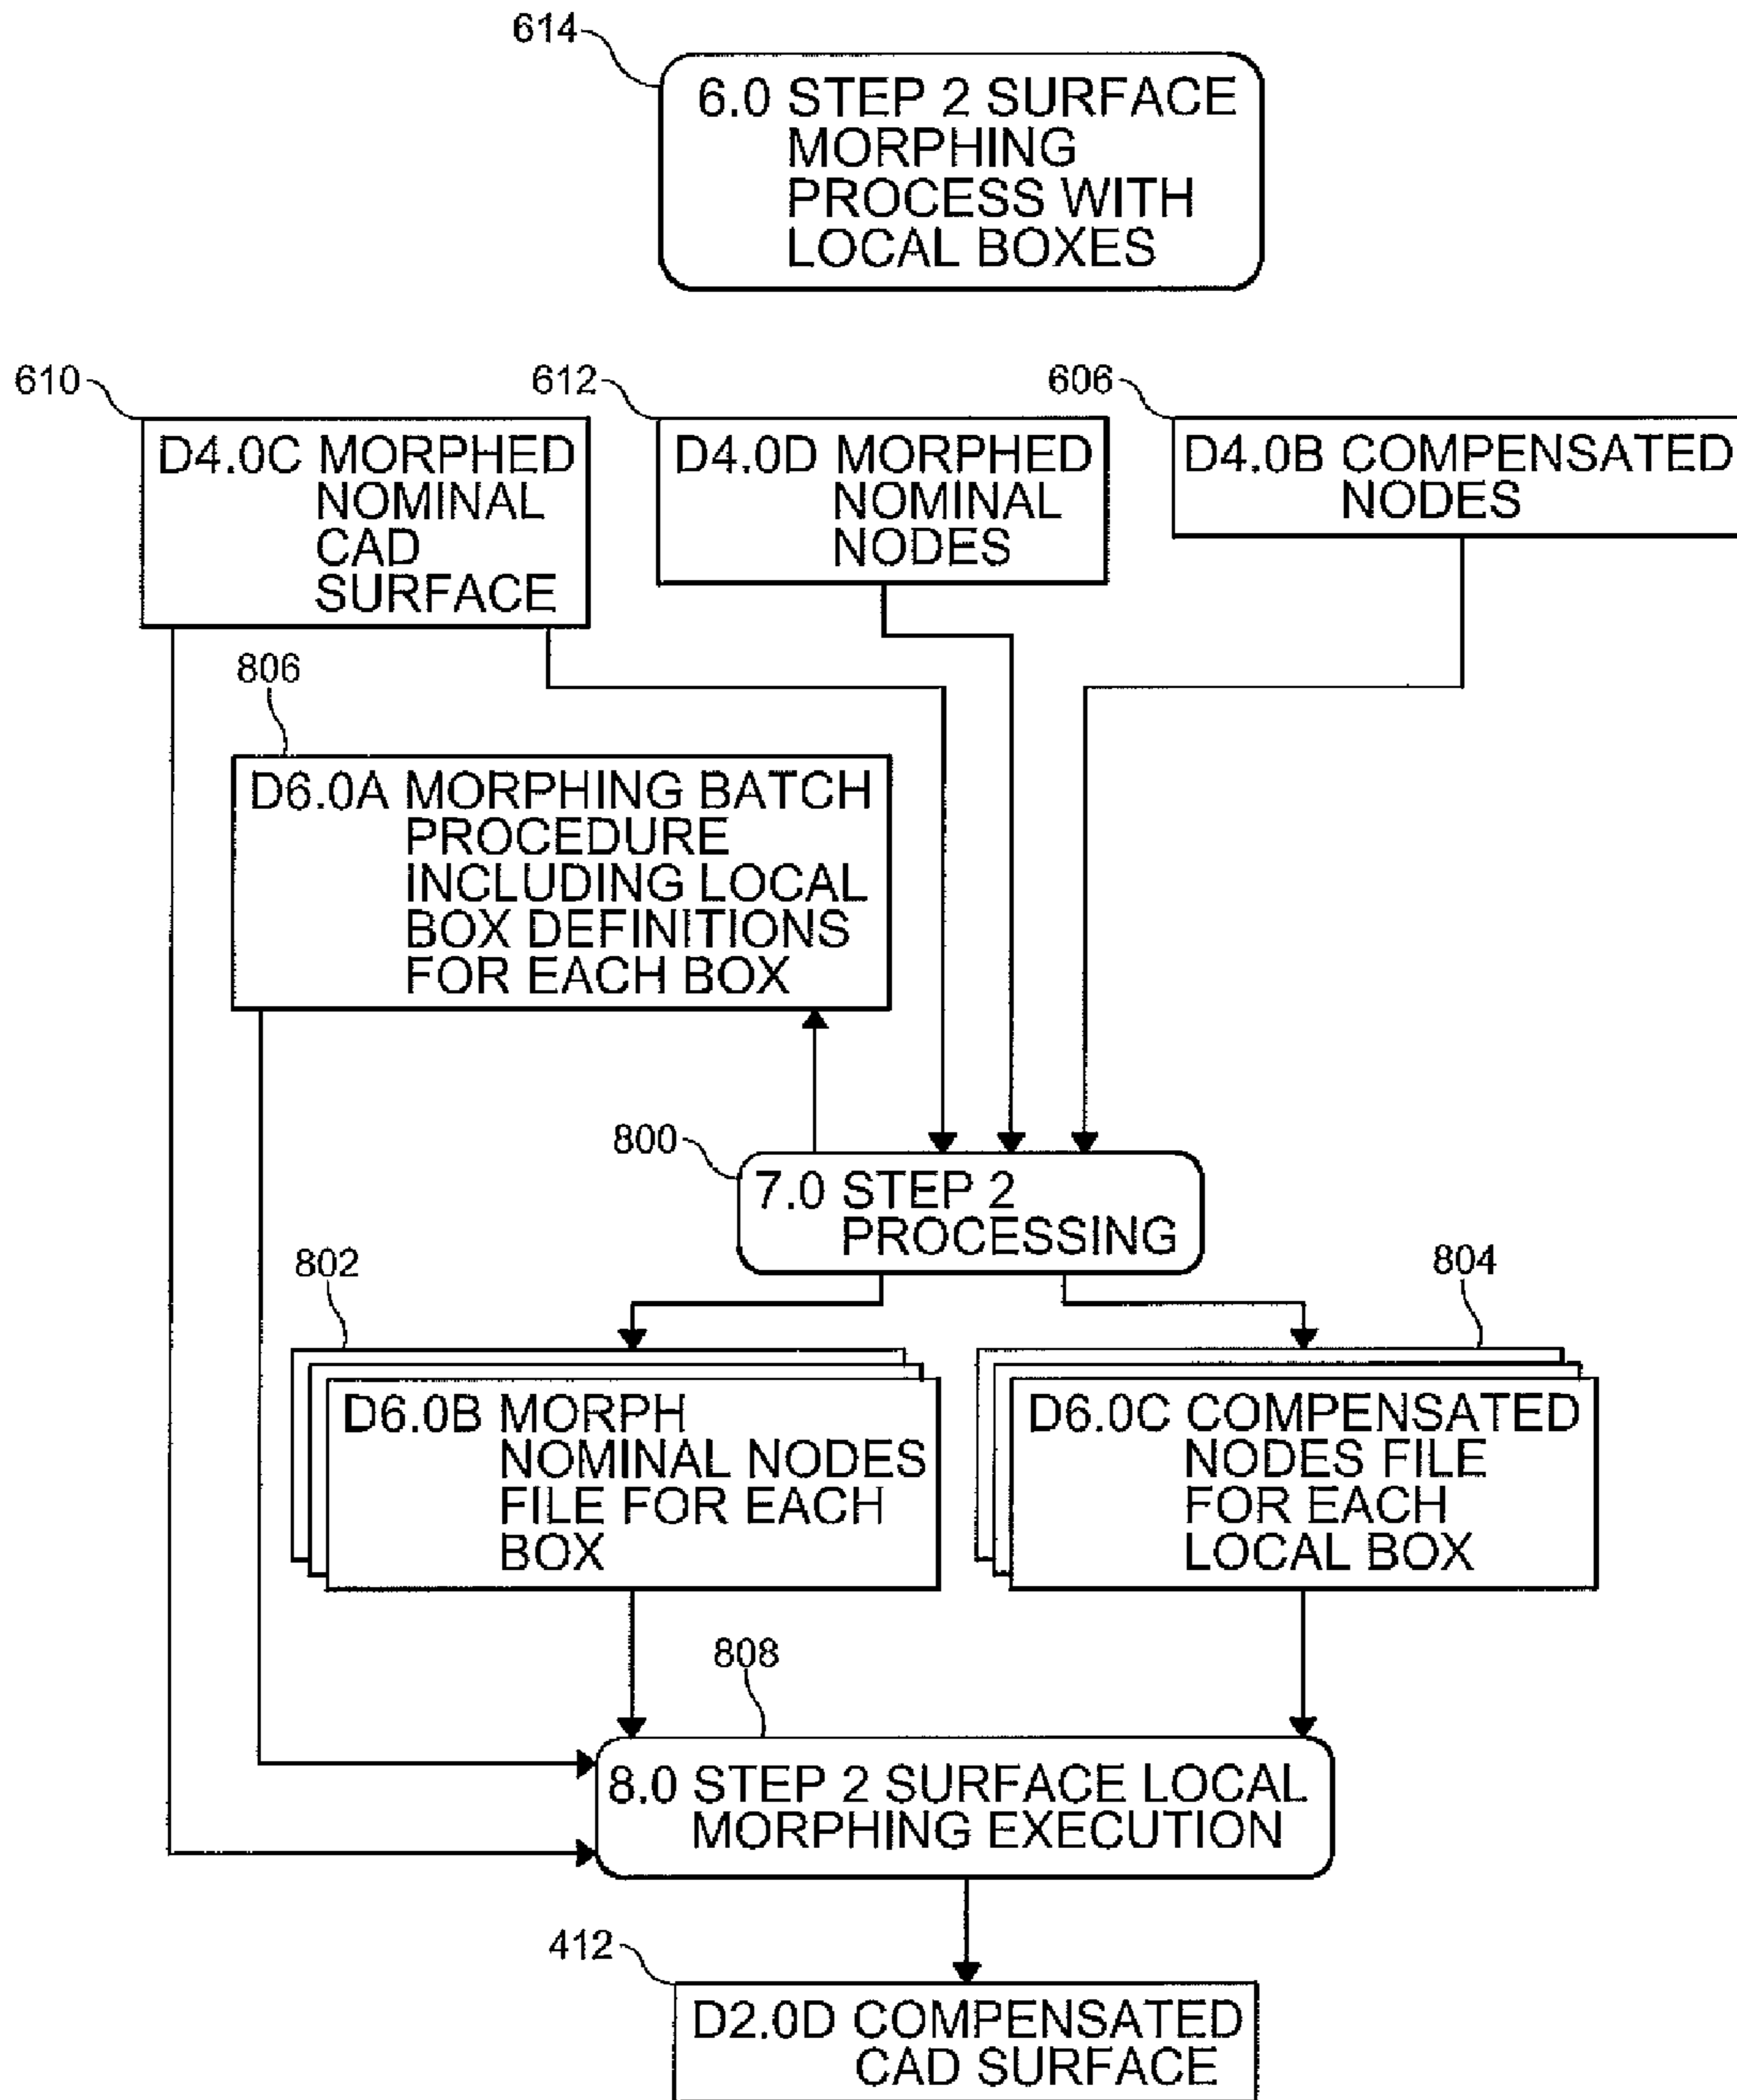 614
6.0 STEP 2 SURFACE
MORPHING
PROCESS WITH
LOCAL BOXES
610
612
606
D4.0C MORPHED
NOMINAL
CAD
SURFACE
D4.0D MORPHED
NOMINAL
NODES
D4.0B COMPENSATED
NODES
806
D6.0A MORPHING BATCH
PROCEDURE
INCLUDING LOCAL
BOX DEFINITIONS
FOR EACH BOX
800
7.0 STEP 2
PROCESSING
802
804
D6.0B MORPH
NOMINAL NODES
FILE FOR EACH
BOX
D6.0C COMPENSATED
NODES FILE
FOR EACH
LOCAL BOX
808
8.0 STEP 2 SURFACE LOCAL
MORPHING EXECUTION
412
D2.0D COMPENSATED
CAD SURFACE